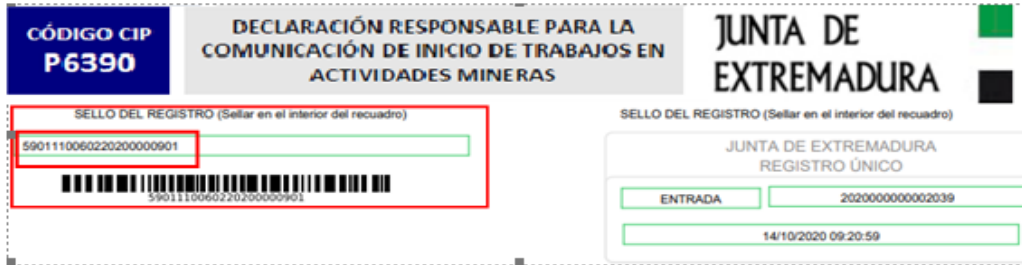 CÓDIGO CIP
P6390
DECLARACIÓN RESPONSABLE PARA LA
COMUNICACIÓN DE INICIO DE TRABAJOS EN
ACTIVIDADES MINERAS
JUNTA DE
EXTREMADURA
SELLO DEL REGISTRO (Sellar en el interior del recuadro)
5901110060220200000901
5901110060220200000901
SELLO DEL REGISTRO (Sellar en el interior del recuadro)
JUNTA DE EXTREMADURA
REGISTRO ÚNICO
ENTRADA 2020000000002039
14/10/2020 09:20:59